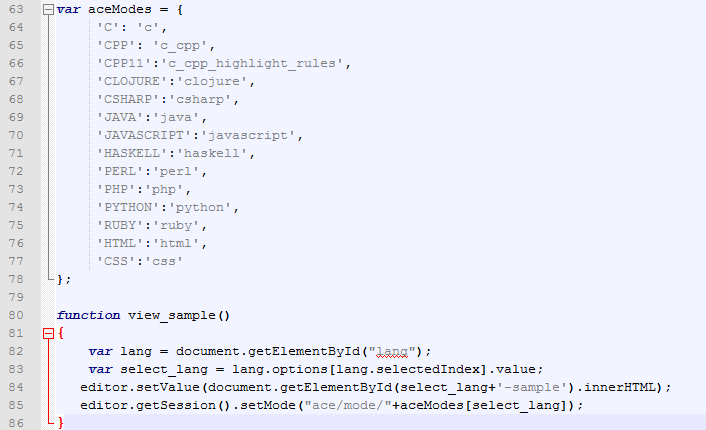 63 var aceModes = {
64 'C': 'c',
65 'CPP': 'c_cpp',
66 'CPP11':'c_cpp_highlight_rules',
67 'CLOJURE':'clojure',
68 'CSHARP':'csharp',
69 'JAVA':'java',
70 'JAVASCRIPT':'javascript',
71 'HASKELL':'haskell',
72 'PERL':'perl',
73 'PHP':'php',
74 'PYTHON':'python',
75 'RUBY':'ruby',
76 'HTML':'html',
77 'CSS':'css'
78 };
79
80 function view_sample()
81 {
82 var lang = document.getElementById("lang");
83 var select_lang = lang.options[lang.selectedIndex].value;
84 editor.setValue(document.getElementById(select_lang+'-sample').innerHTML);
85 editor.getSession().setMode("ace/mode/"+aceModes[select_lang]);
86 }